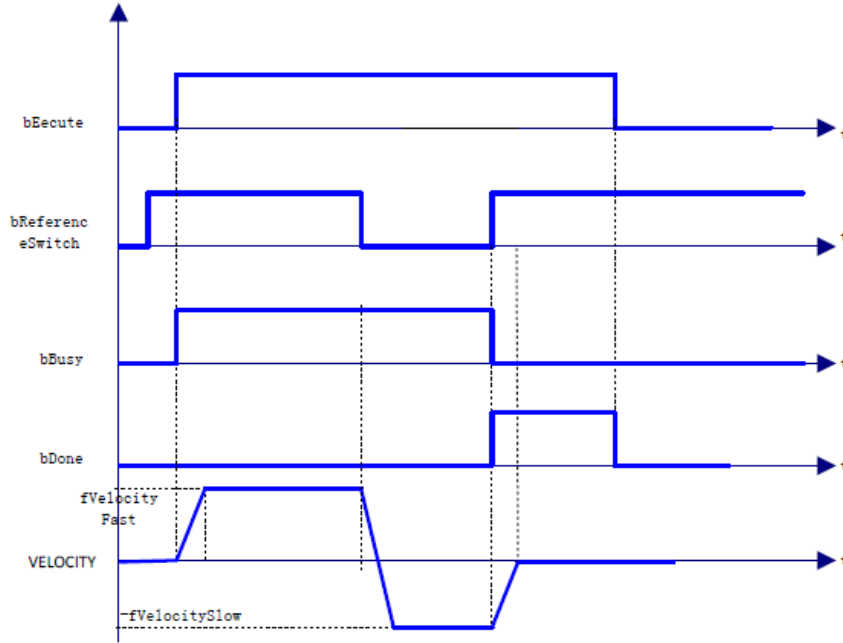 bEecute
t
bReferenc
eSwitch
t
bBusy
t
bDone
t
fVelocity
Fast
VELOCITY
t
-fVelocitySlow